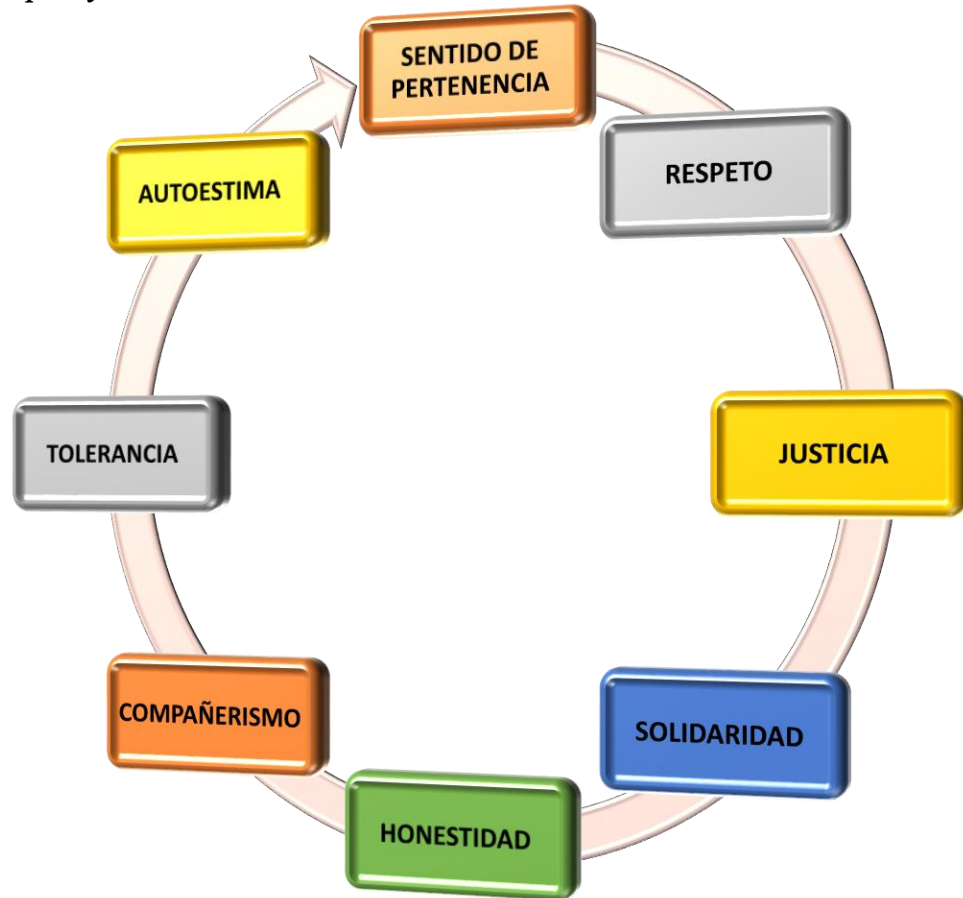 SENTIDO DE
PERTENENCIA
RESPETO
JUSTICIA
SOLIDARIDAD
HONESTIDAD
COMPAÑERISMO
TOLERANCIA
AUTOESTIMA